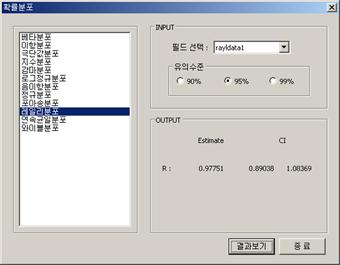 확률분포
베타분포
이항분포
극단값분포
지수분포
감마분포
로그정규분포
음이항분포
정규분포
포아송분포
레일리분포
연속균일분포
와이블분포
INPUT
필드 선택 : rayldata1
유의수준
90% 95% 99%
OUTPUT
Estimate CI
R : 0.97751 0.89038 1.08369
결과보기 종 료